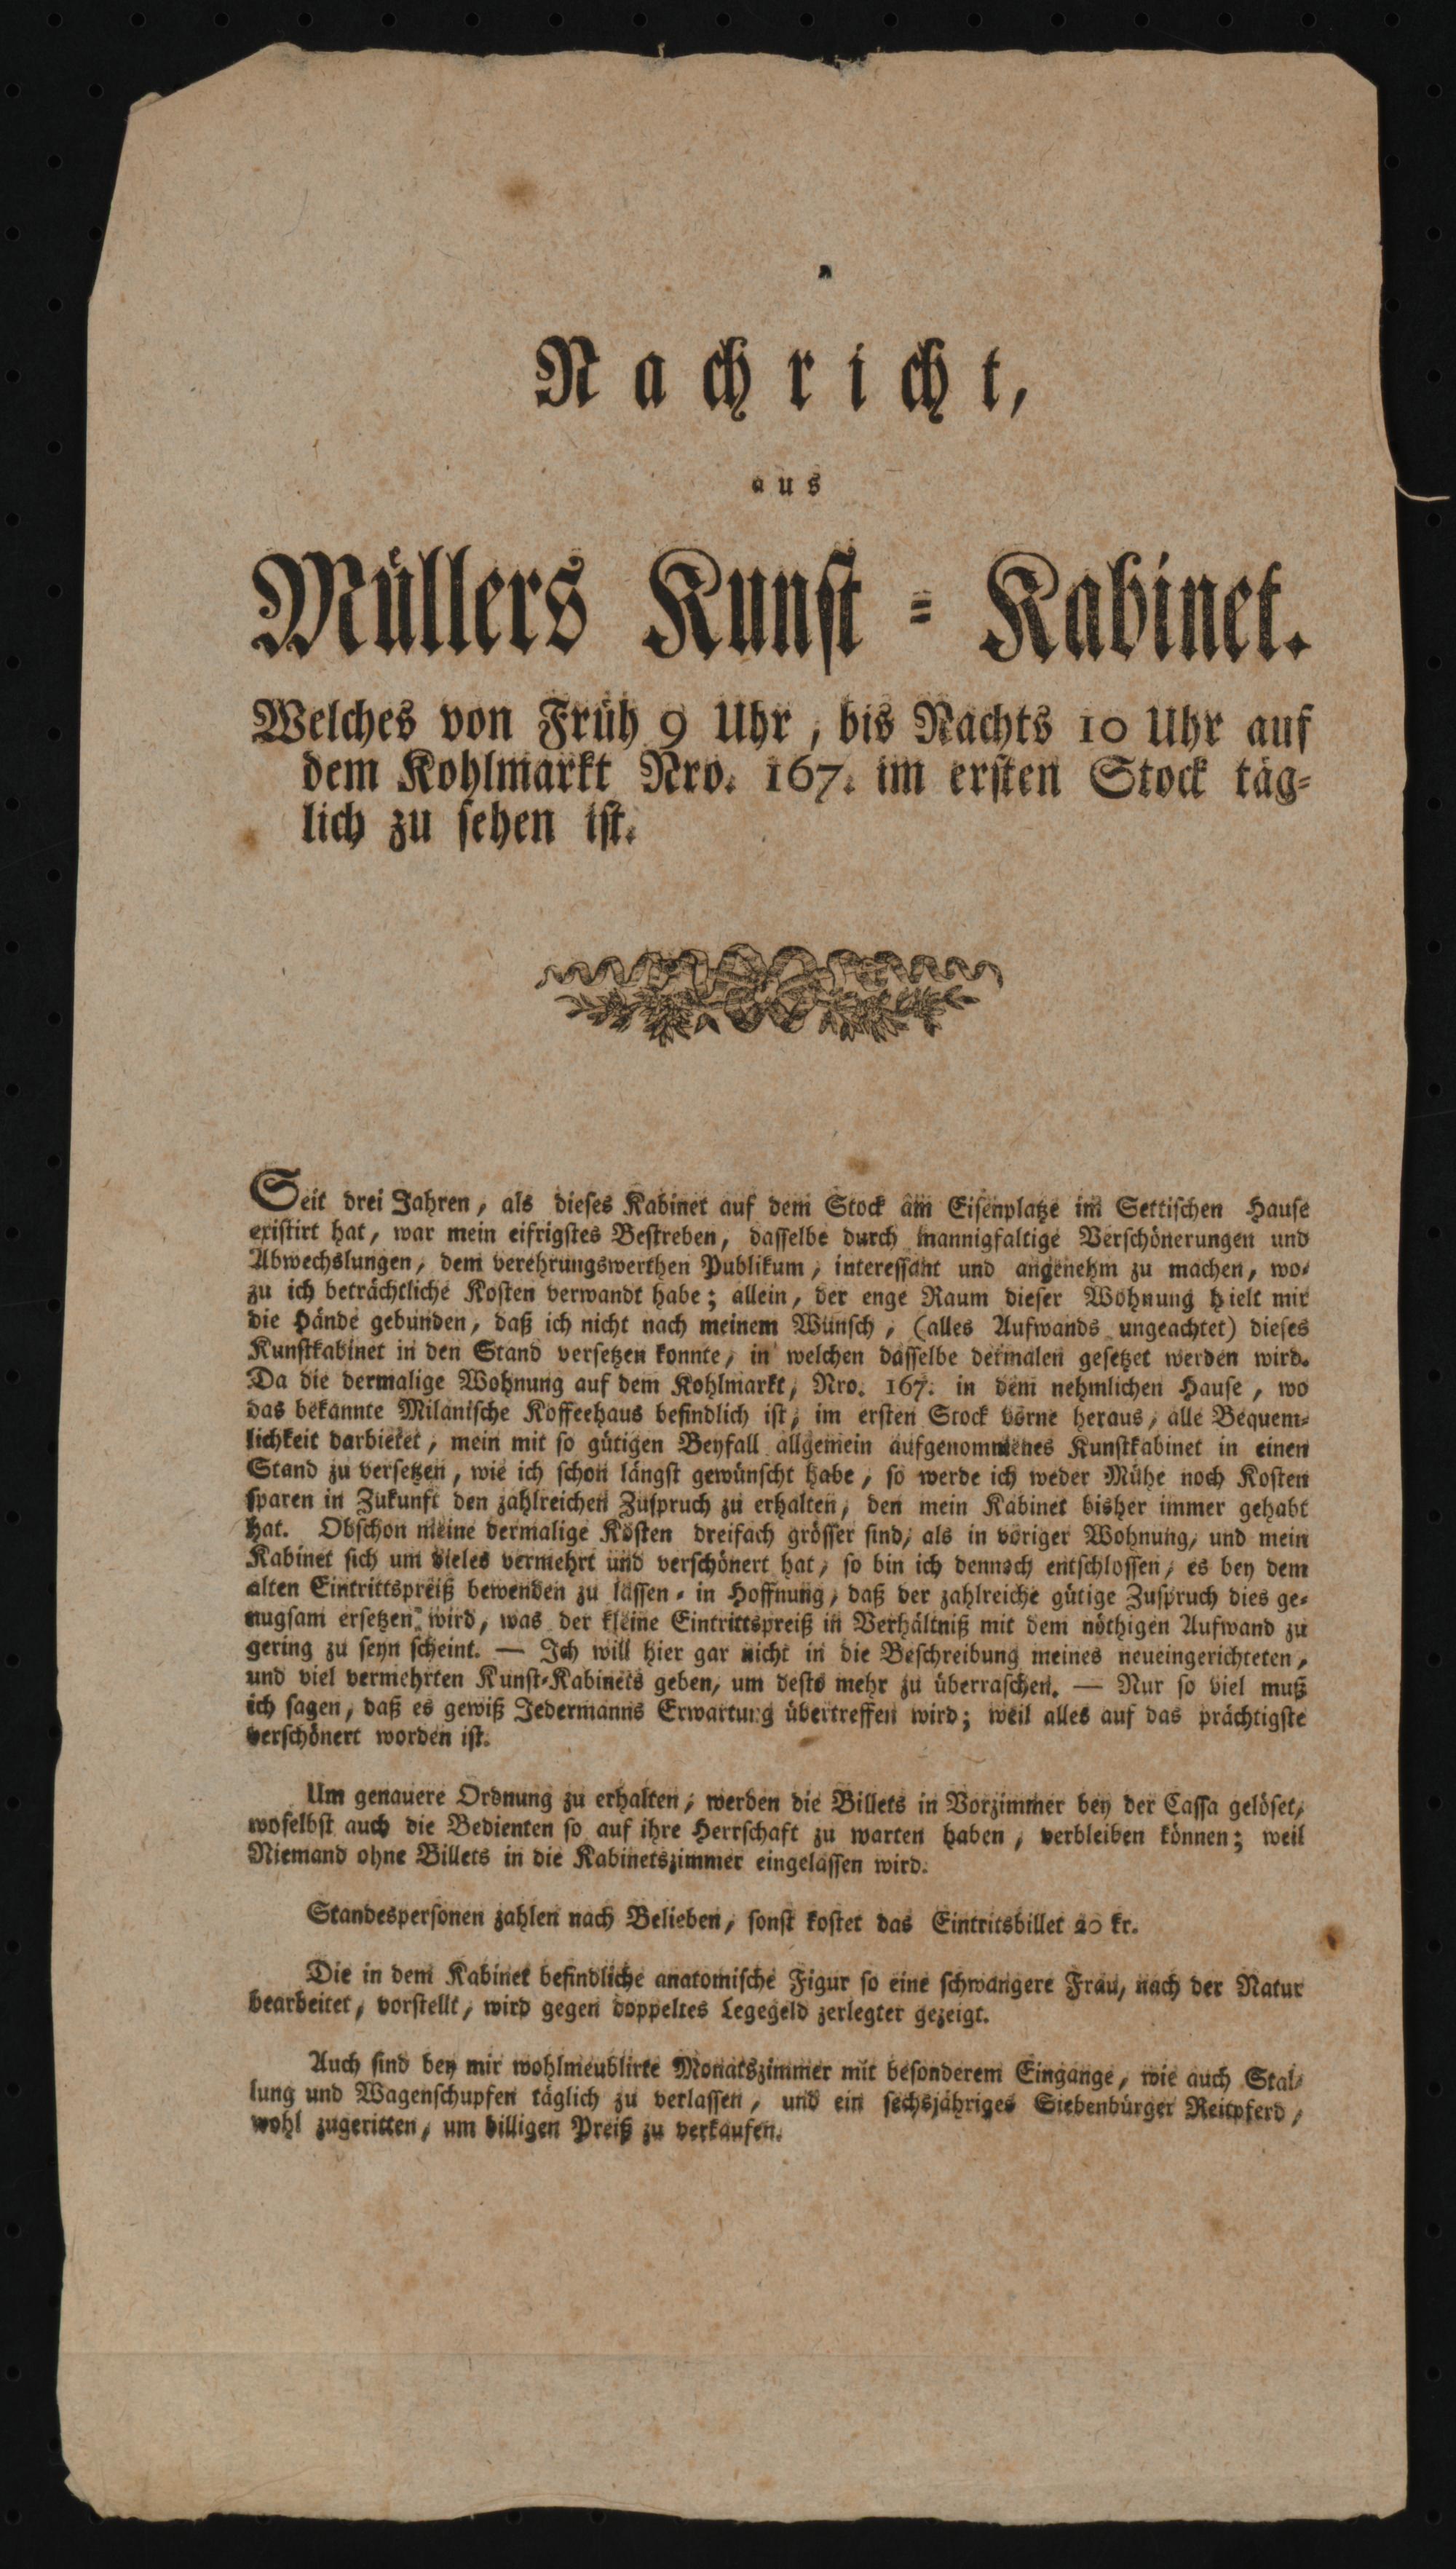 Nachricht,
aus
Müllers Kunst-Kabinet.
Welches von Früh 9 Uhr, bis Nachts 10 Uhr auf
dem Kohlmarkt Nro. 167. im ersten Stock täg-
lich zu sehen ist.
Seit drei Jahren, als dieses Kabinet auf dem Stock am Eisenplatze im Settischen Hause
existirt hat, war mein eifrigstes Bestreben, dasselbe durch mannigfaltige Verschönerungen und
Abwechslungen, dem verehrungswerthen Publikum, interessant und angenehm zu machen, wo-
zu ich beträchtliche Kosten verwandt habe; allein, der enge Raum dieser Wohnung hielt mir
die Hände gebunden, daß ich nicht nach meinem Wunsch, (alles Aufwands ungeachtet) dieses
Kunstkabinet in den Stand versetzen konnte, in welchen dasselbe dermalen gesetzet werden wird.
Da die dermalige Wohnung auf dem Kohlmarkt, Nro. 167. in dem nehmlichen Hause, wo
das bekannte Milanische Koffeehaus befindlich ist, im ersten Stock vorne heraus, alle Bequem-
lichkeit darbietet, mein mit so gütigen Beyfall allgemein aufgenommenes Kunstkabinet in einen
Stand zu versetzen, wie ich schon längst gewünscht habe, so werde ich weder Mühe noch Kosten
sparen in Zukunft den zahlreichen Zuspruch zu erhalten, den mein Kabinet bisher immer gehabt
hat. Obschon meine dermalige Kosten dreifach grösser sind, als in voriger Wohnung, und mein
Kabinet sich um vieles vermehrt und verschönert hat, so bin ich dennoch entschlossen, es bey dem
alten Eintrittspreiß bewenden zu lassen, in Hoffnung, daß der zahlreiche gütige Zuspruch dies ge-
nugsam ersetzen wird, was der kleine Eintrittspreiß in Verhältniß mit dem nöthigen Aufwand zu
gering zu seyn scheint. — Ich will hier gar nicht in die Beschreibung meines neueingerichteten,
und viel vermehrten Kunst-Kabinets geben, um desto mehr zu überraschen. — Nur so viel muß
ich sagen, daß es gewiß Jedermanns Erwartung übertreffen wird; weil alles auf das prächtigste
verschönert worden ist.
Um genauere Ordnung zu erhalten, werden die Billets in Vorzimmer bey der Cassa gelöset,
woselbst auch die Bedienten so auf ihre Herrschaft zu warten haben, verbleiben können; weil
Niemand ohne Billets in die Kabinetszimmer eingelassen wird.
Standespersonen zahlen nach Belieben, sonst kostet das Eintritsbillet 20 kr.
Die in dem Kabinet befindliche anatomische Figur so eine schwangere Frau, nach der Natur
bearbeitet, vorstellt, wird gegen doppeltes Legegeld zerlegter gezeigt.
Auch sind bey mir wohlmeublirte Monatszimmer mit besonderem Eingange, wie auch Stal-
lung und Wagenschupfen täglich zu verlassen, und ein sechsjähriges Siebenbürger Reitpferd,
wohl zugeritten, um billigen Preiß zu verkaufen.